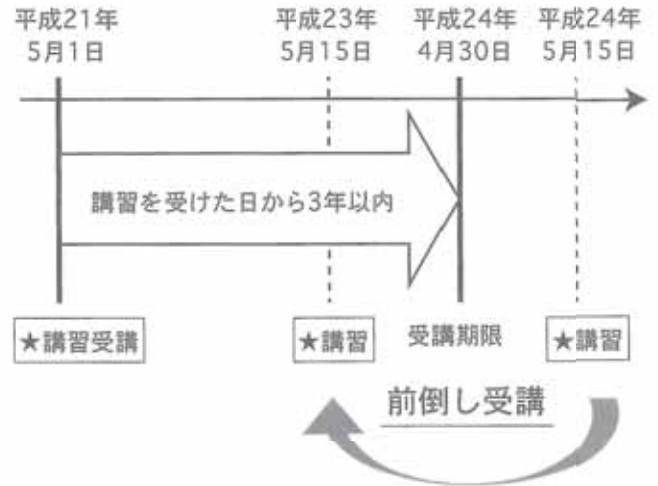 平成21年
5月1日
平成23年
5月15日
平成24年
4月30日
平成24年
5月15日
講習を受けた日から3年以内
★講習受講
★講習
受講期限
★講習
前倒し受講